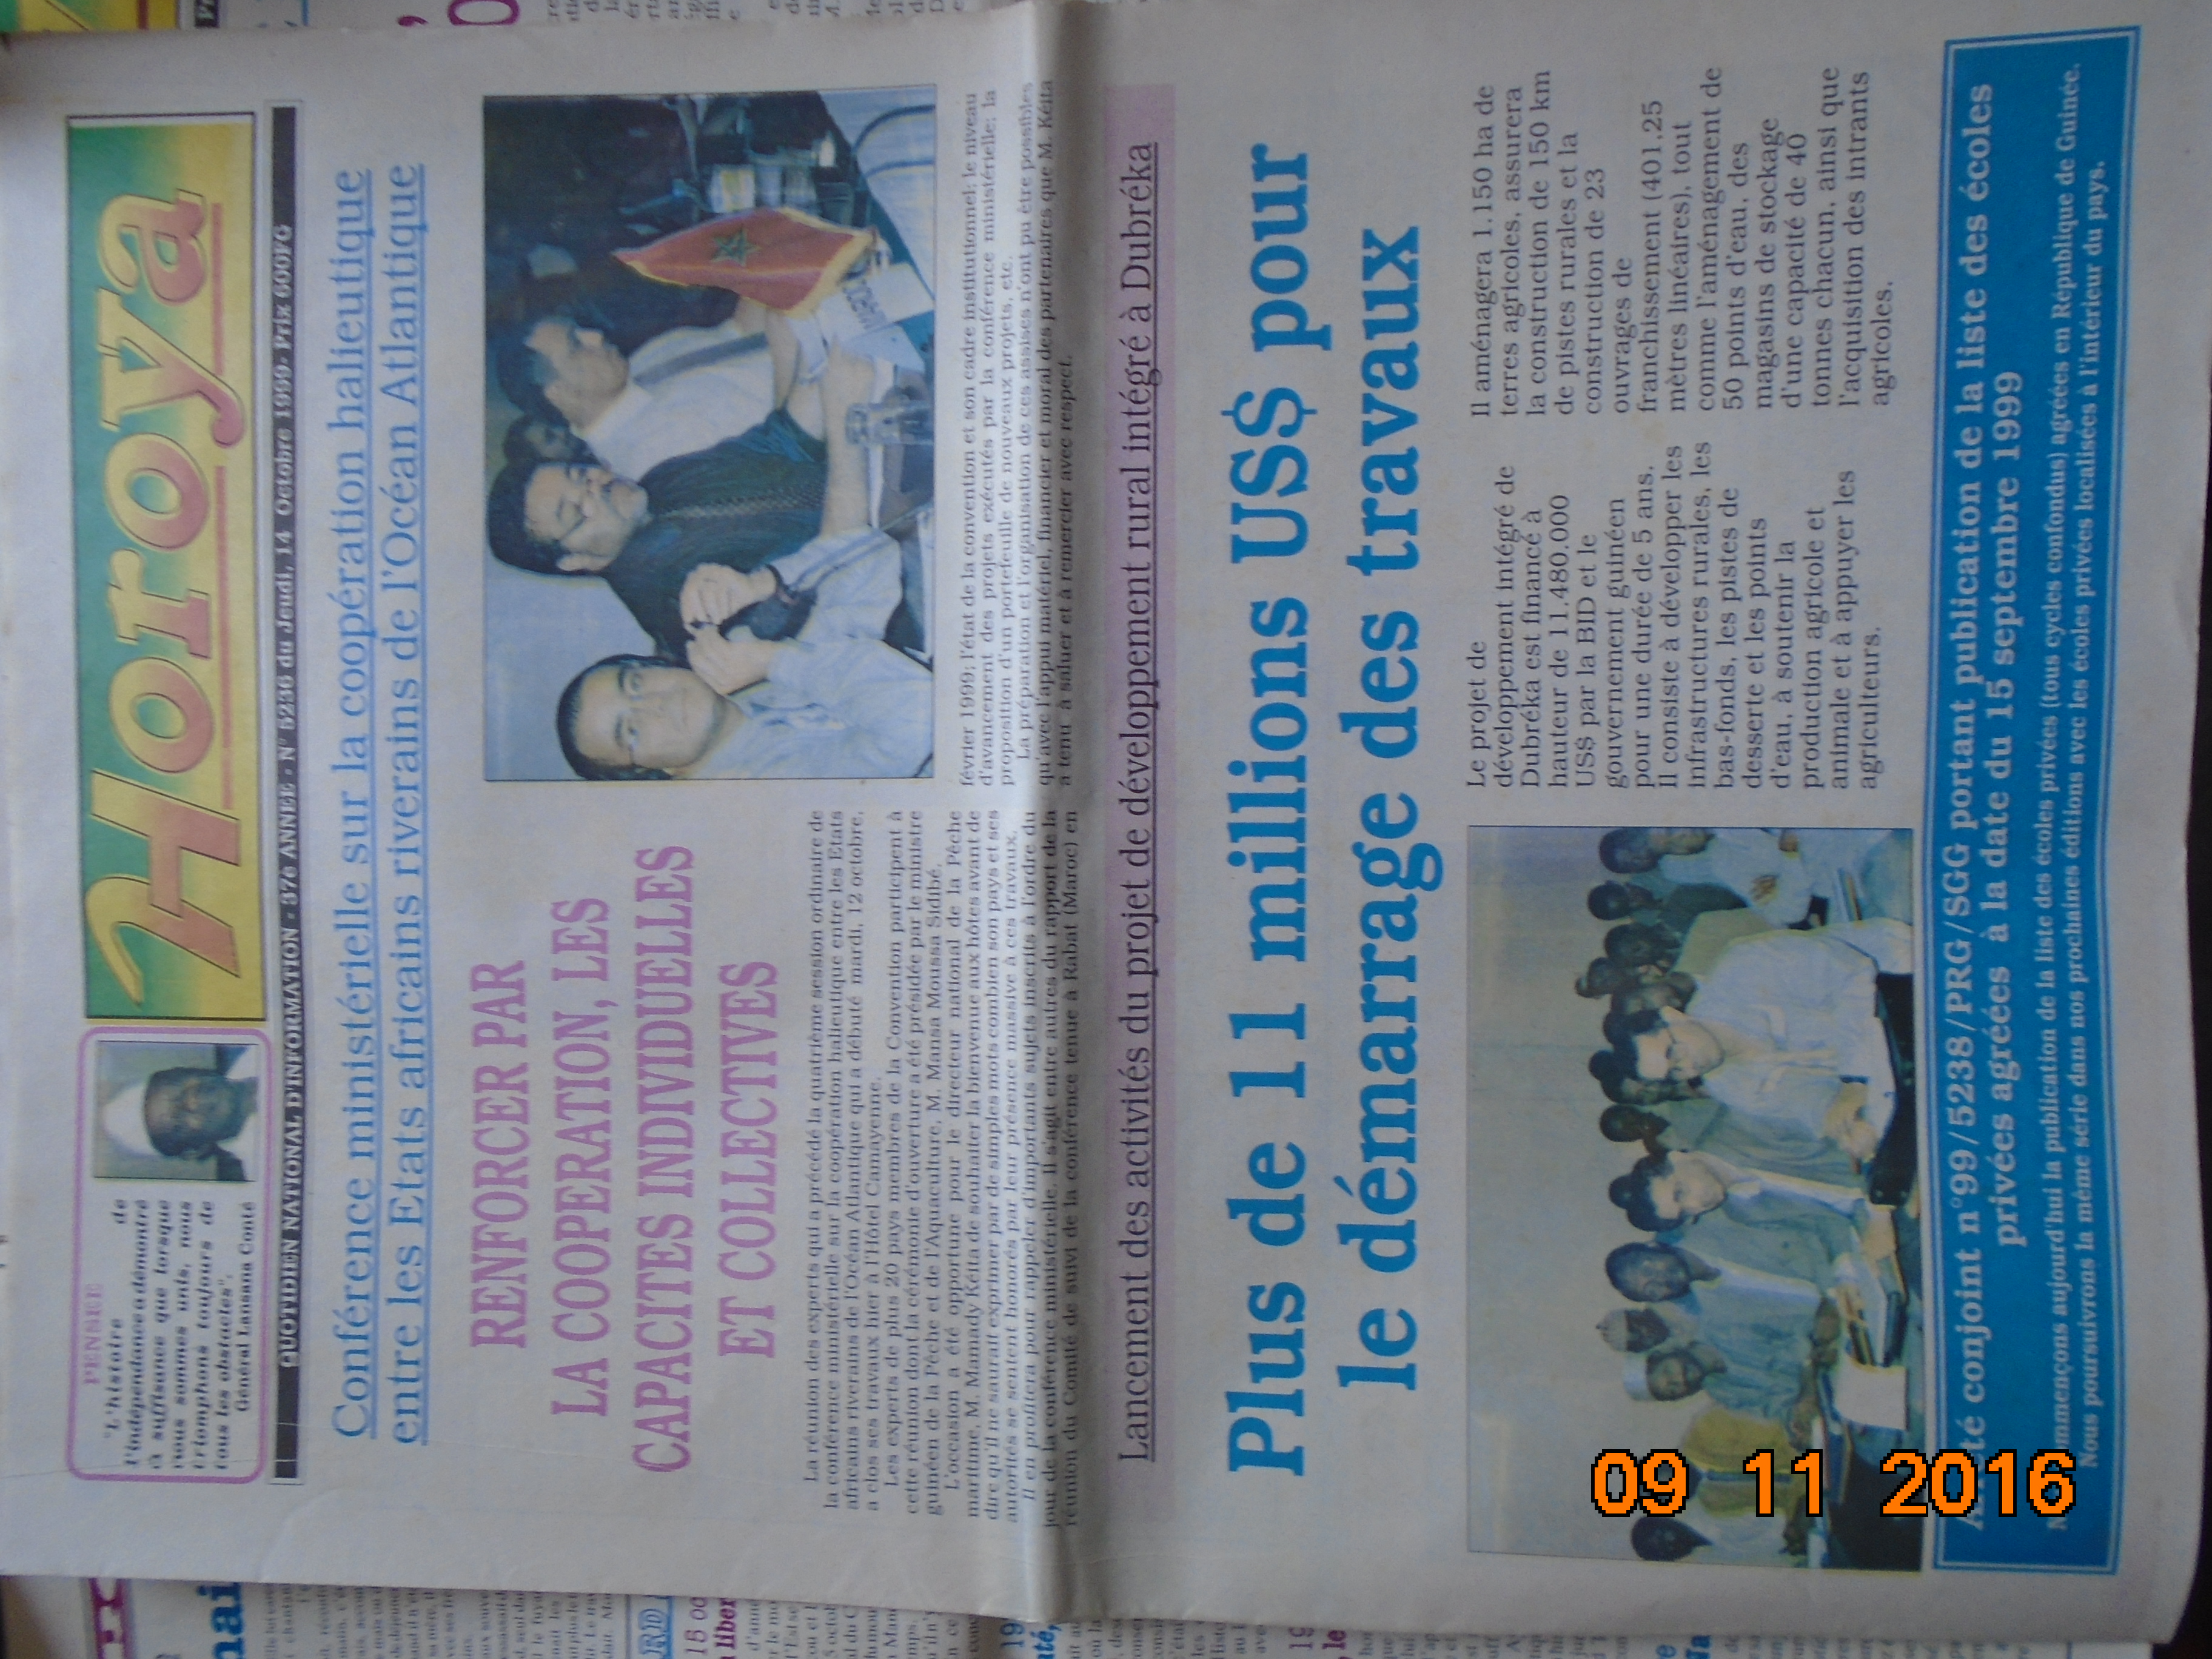 PENSEE
"L'histoire de
l'indépendance a démontré
à suffisance que lorsque
nous sommes unis, nous
triomphons toujours de
tous les obstacles".
Général Lansana Conté
Horoya
QUOTIDIEN NATIONAL D'INFORMATION - 37è ANNEE - N° 5236 du Jeudi, 14 Octobre 1999- Prix 600FG
Conférence ministérielle sur la coopération halieutique
entre les Etats africains riverains de l'Océan Atlantique
RENFORCER PAR
LA COOPERATION, LES
CAPACITES INDIVIDUELLES
ET COLLECTIVES
La réunion des experts qui a précédé la quatrième session ordinaire de
la conférence ministérielle sur la coopération halieutique entre les Etats
africains riverains de l'Océan Atlantique qui a débuté mardi, 12 octobre,
a clos ses travaux hier à l'Hôtel Camayenne.
Les experts de plus 20 pays membres de la Convention participent à
cette réunion dont la cérémonie d'ouverture a été présidée par le ministre
guinéen de la Pêche et de l'Aquaculture, M. Mansa Moussa Sidibé.
L'occasion a été opportune pour le directeur national de la Pêche
maritime, M. Mamady Kéita de souhaiter la bienvenue aux hôtes avant de
dire qu'il ne saurait exprimer par de simples mots combien son pays et ses
autorités se sentent honorés par leur présence massive à ces travaux.
Il en profitera pour rappeler d'importants sujets inscrits à l'ordre du
jour de la conférence ministérielle. Il s'agit entre autres du rapport de la
réunion du Comité de suivi de la conférence tenue à Rabat (Maroc) en
février 1999; l'état de la convention et son cadre institutionnel; le niveau
d'avancement des projets exécutés par la conférence ministérielle; la
proposition d'un portefeuille de nouveaux projets, etc.
La préparation et l'organisation de ces assises n'ont pu être possibles
qu'avec l'appui matériel, financier et moral des partenaires que M. Kéita
a tenu à saluer et à remercier avec respect.
Lancement des activités du projet de développement rural intégré à Dubréka
Plus de 11 millions US$ pour
le démarrage des travaux
Le projet de
développement intégré de
Dubréka est financé à
hauteur de 11.480.000
US$ par la BID et le
gouvernement guinéen
pour une durée de 5 ans.
Il consiste à développer les
infrastructures rurales, les
bas-fonds, les pistes de
desserte et les points
d'eau, à soutenir la
production agricole et
animale et à appuyer les
agriculteurs.
Il aménagera 1.150 ha de
terres agricoles, assurera
la construction de 150 km
de pistes rurales et la
construction de 23
ouvrages de
franchissement (401.25
mètres linéaires), tout
comme l'aménagement de
50 points d'eau, des
magasins de stockage
d'une capacité de 40
tonnes chacun, ainsi que
l'acquisition des intrants
agricoles.
conjoint n°99/5238/PRG/SGG portant publication de la liste des écoles
privées agréées à la date du 15 septembre 1999
aujourd'hui la publication de la liste des écoles privées (tous cycles confondus) agréées en République de Guinée.
Nous poursuivrons la même série dans nos prochaines éditions avec les écoles privées localisées à l'intérieur du pays.
09 11 2016